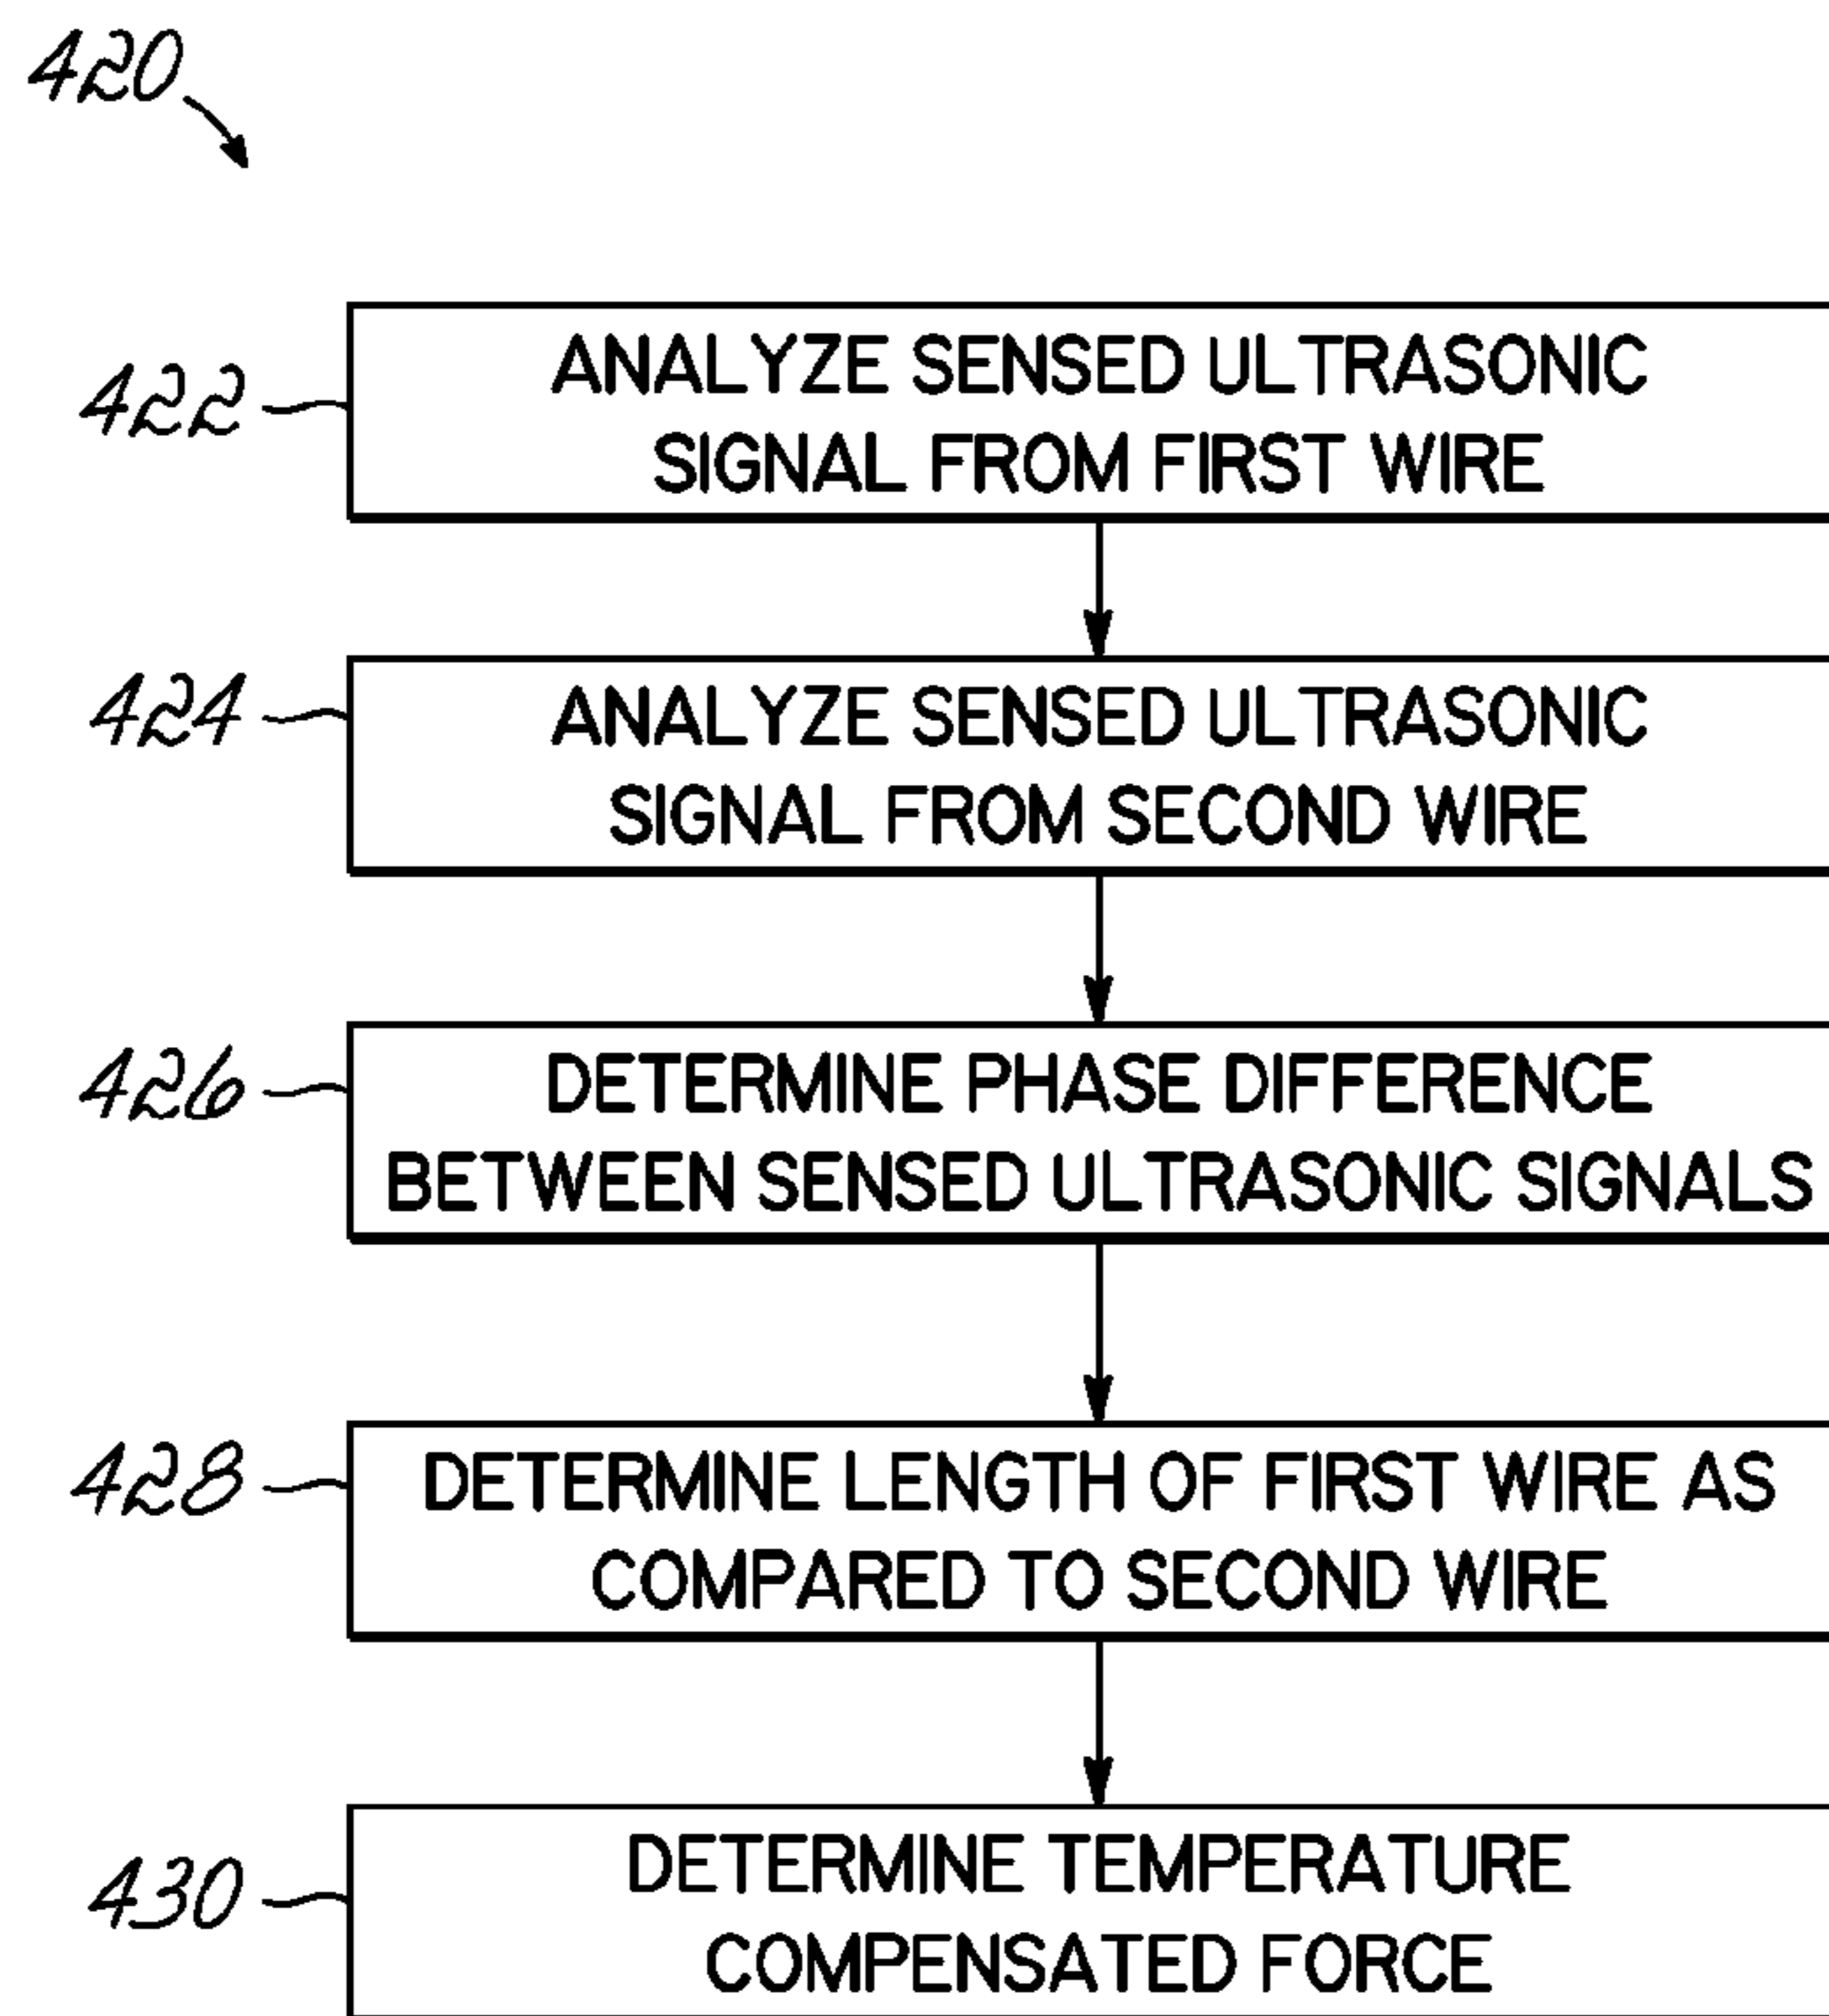 420
422
ANALYZE SENSED ULTRASONIC
SIGNAL FROM FIRST WIRE
424
ANALYZE SENSED ULTRASONIC
SIGNAL FROM SECOND WIRE
426
DETERMINE PHASE DIFFERENCE
BETWEEN SENSED ULTRASONIC SIGNALS
428
DETERMINE LENGTH OF FIRST WIRE AS
COMPARED TO SECOND WIRE
430
DETERMINE TEMPERATURE
COMPENSATED FORCE